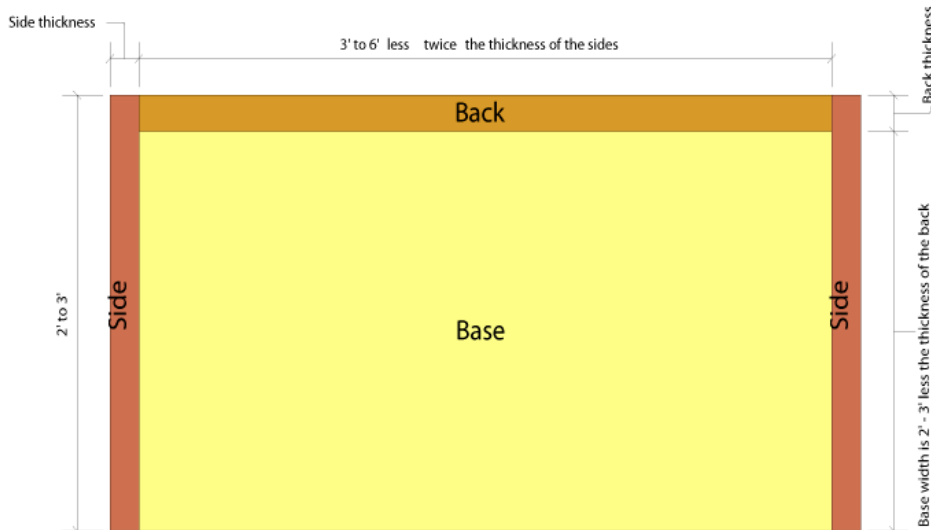 Side thickness
3' to 6' less twice the thickness of the sides
Back thickness
Back
Side
Side
2' to 3'
Base
Base width is 2' - 3' less the thickness of the back